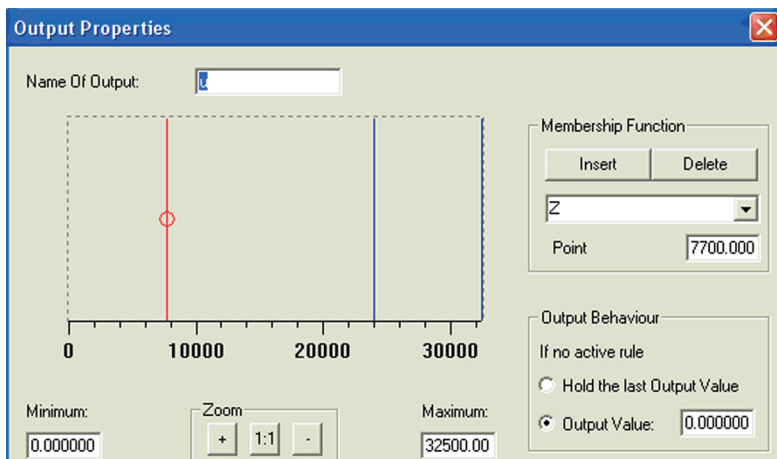 Output Properties
Name Of Output:
u
Membership Function
Insert
Delete
Z
Point
7700.000
0
10000
20000
30000
Output Behaviour
If no active rule
Hold the last Output Value
Output Value:
0.000000
Minimum:
0.000000
Zoom
+
1:1
-
Maximum:
32500.00